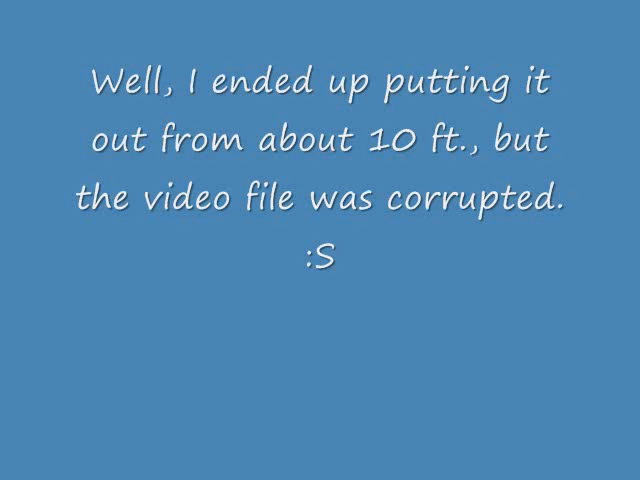 Well, I ended up putting it
out from about 10 ft., but
the video file was corrupted.
:S